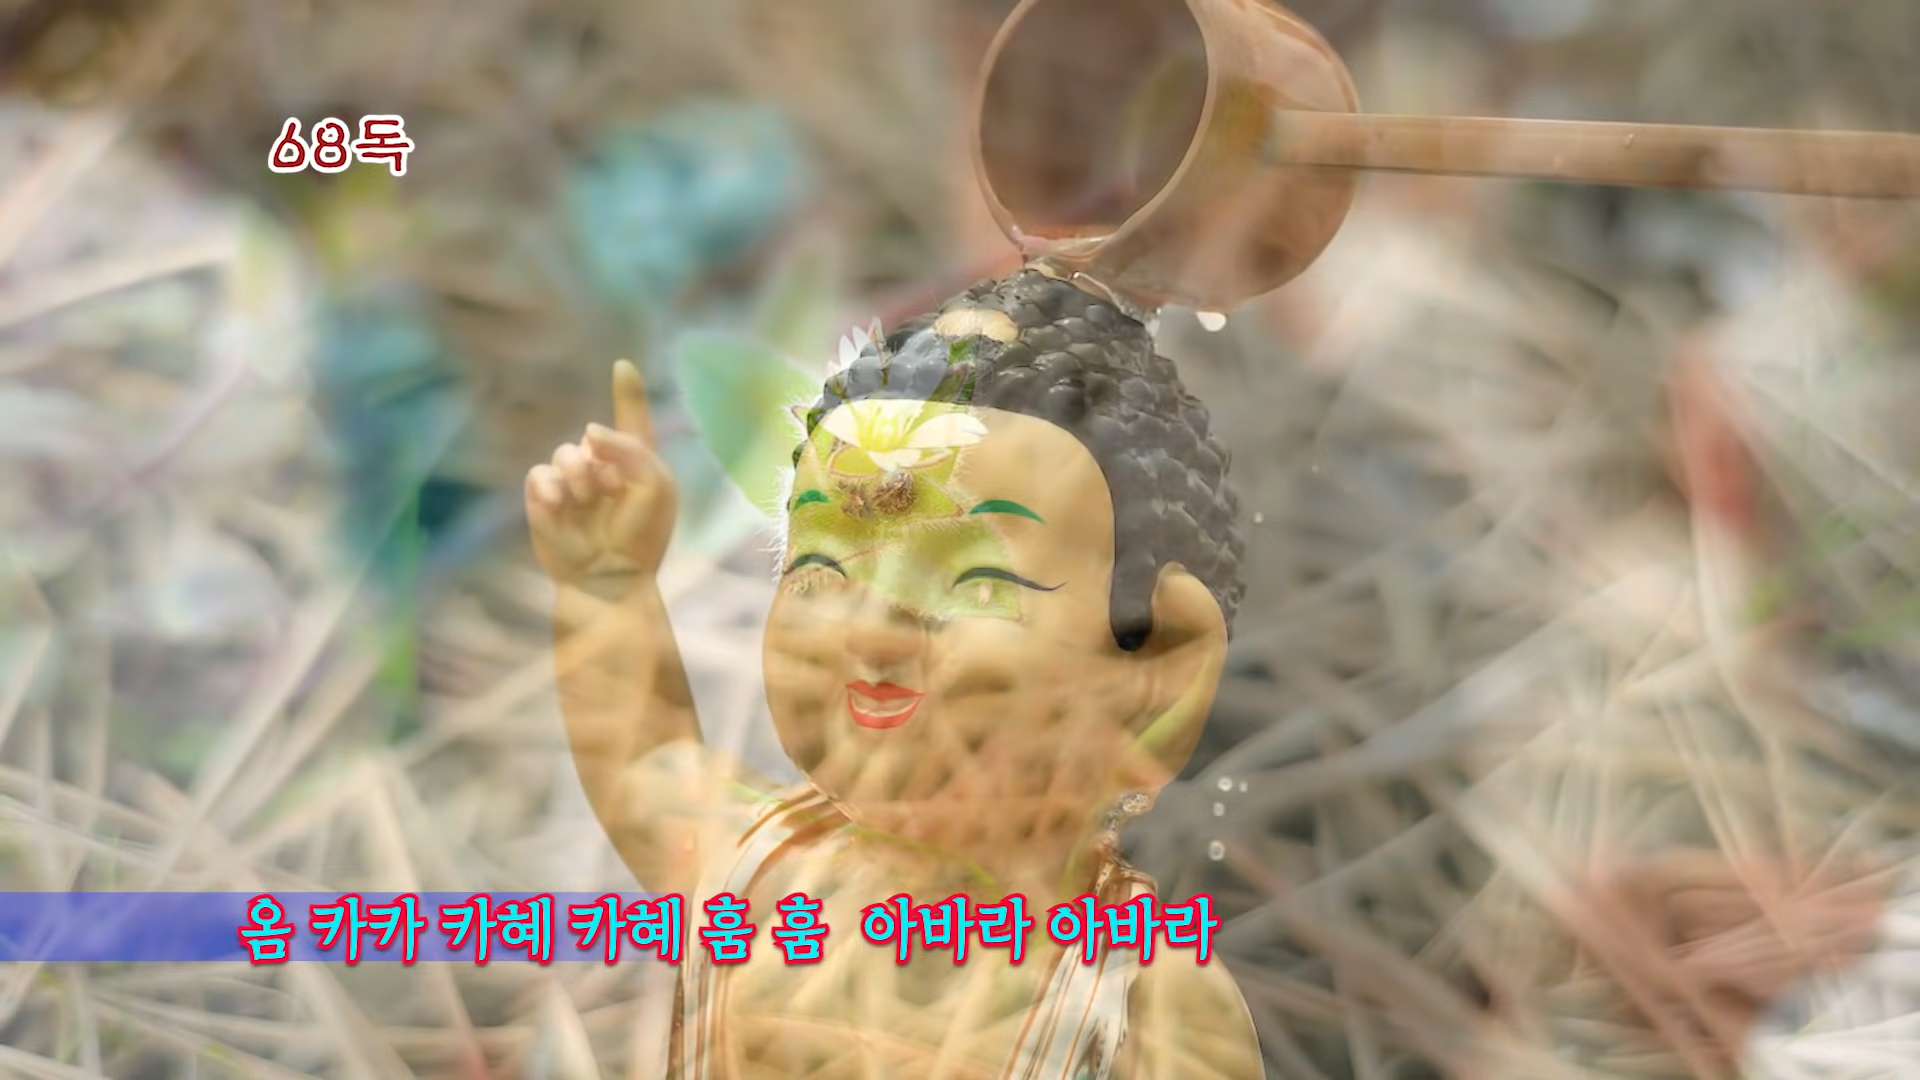 68독
옴 카카 카혜 카혜 훔 훔 아바라 아바라